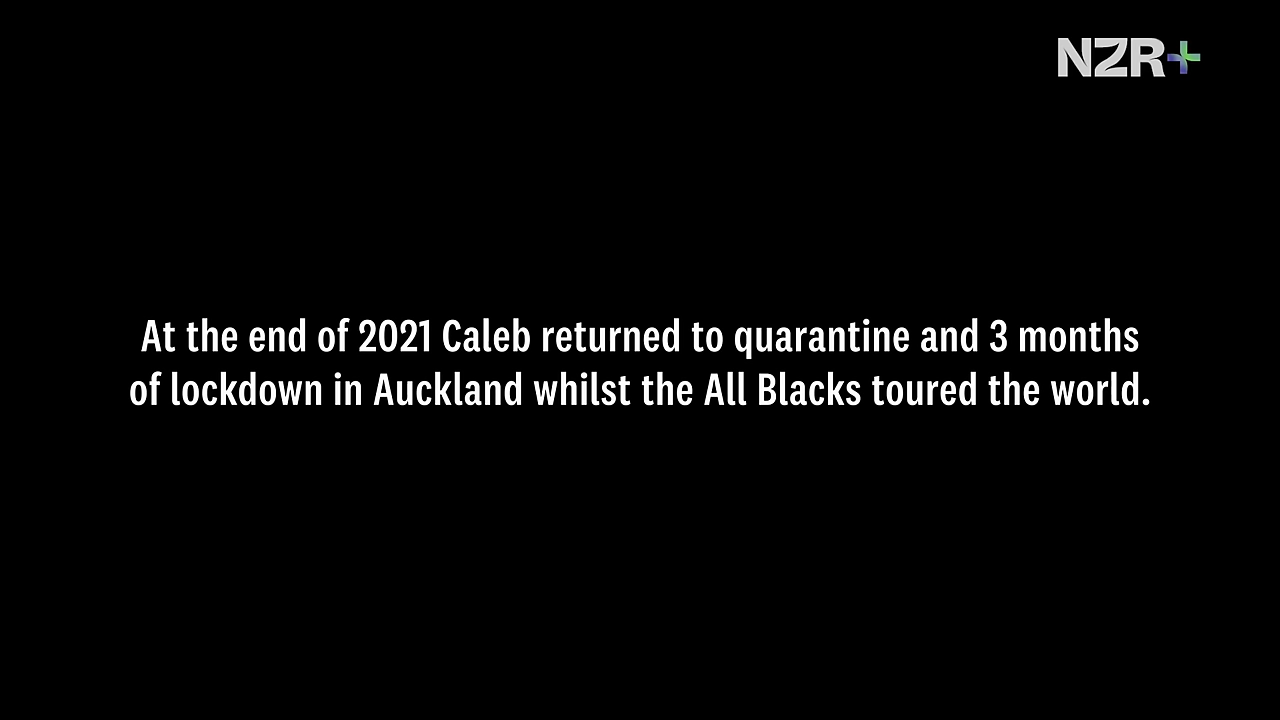 NZR+
At the end of 2021 Caleb returned to quarantine and 3 months
of lockdown in Auckland whilst the All Blacks toured the world.